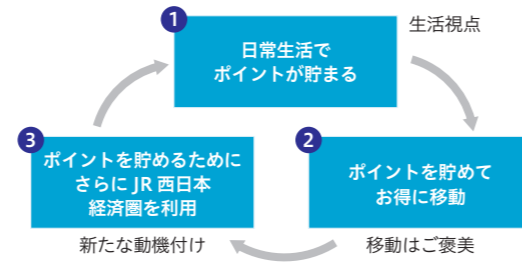 1
日常生活で
ポイントが貯まる
生活視点
2
ポイントを貯めて
お得に移動
移動はご褒美
3
ポイントを貯めるために
さらに JR 西日本
経済圏を利用
新たな動機付け